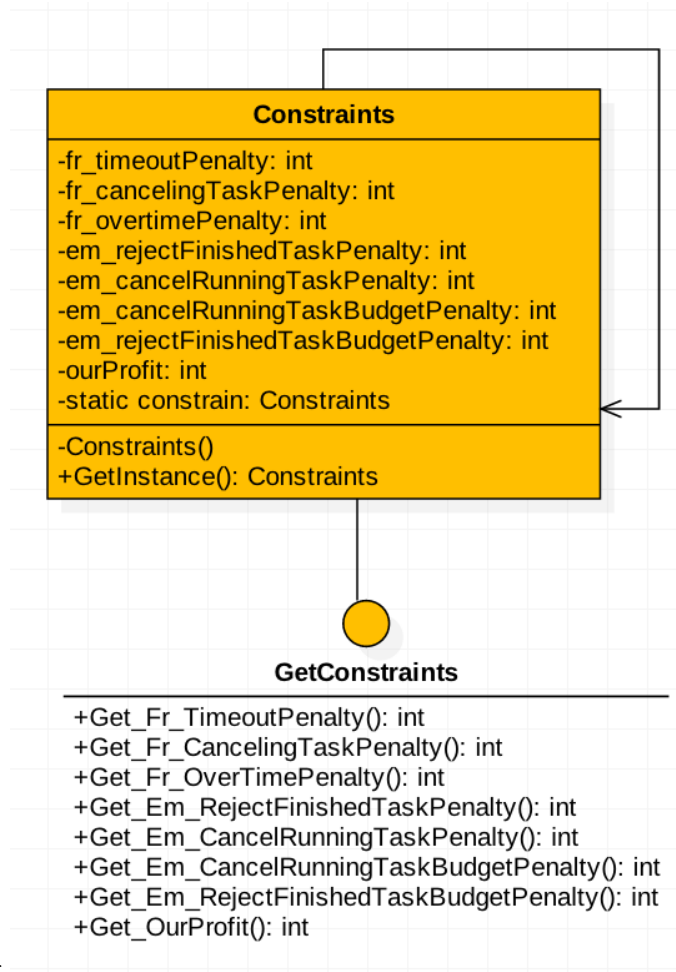 Constraints
-fr_timeoutPenalty: int
-fr_cancelingTaskPenalty: int
-fr_overtimePenalty: int
-em_rejectFinishedTaskPenalty: int
-em_cancelRunningTaskPenalty: int
-em_cancelRunningTaskBudgetPenalty: int
-em_rejectFinishedTaskBudgetPenalty: int
-ourProfit: int
-static constrain: Constraints
-Constraints()
+GetInstance(): Constraints
GetConstraints
+Get_Fr_TimeoutPenalty(): int
+Get_Fr_CancelingTaskPenalty(): int
+Get_Fr_OverTimePenalty(): int
+Get_Em_RejectFinishedTaskPenalty(): int
+Get_Em_CancelRunningTaskPenalty(): int
+Get_Em_CancelRunningTaskBudgetPenalty(): int
+Get_Em_RejectFinishedTaskBudgetPenalty(): int
+Get_OurProfit(): int